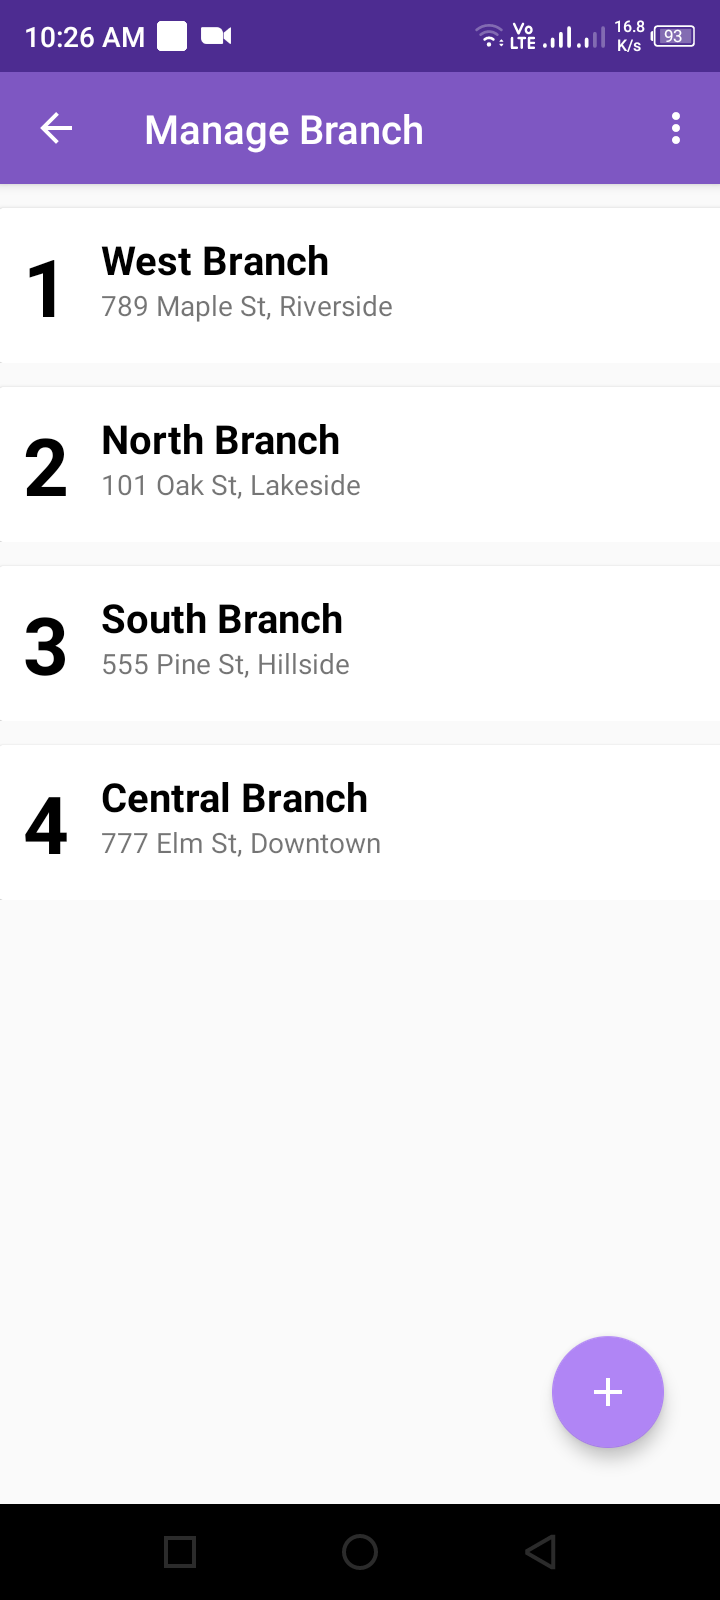 10:26 AM
Vo
LTE
16.8
K/s
93
Manage Branch
1
West Branch
789 Maple St, Riverside
2
North Branch
101 Oak St, Lakeside
3
South Branch
555 Pine St, Hillside
4
Central Branch
777 Elm St, Downtown